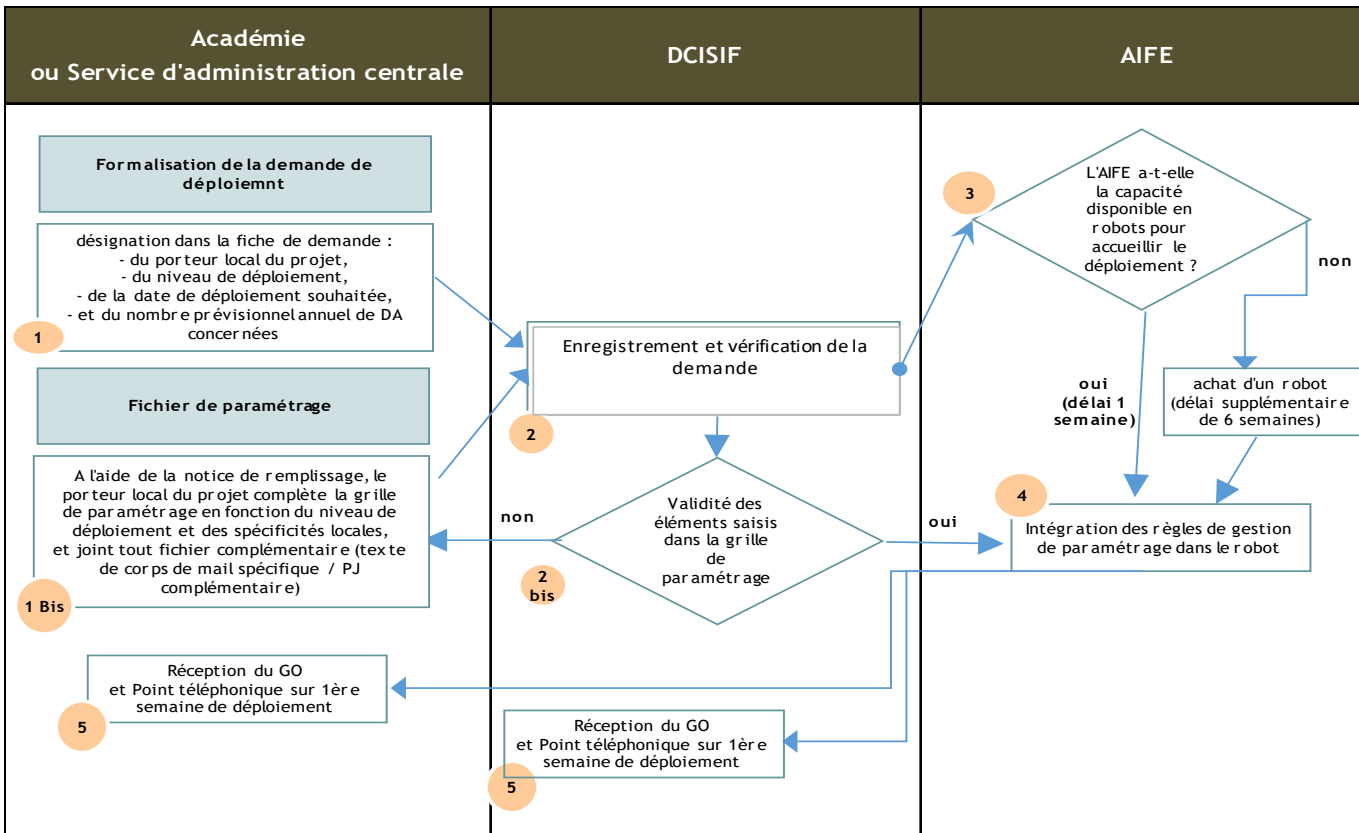 Académie
ou Service d'administration centrale
DCISIF
AIFE
Formalisation de la demande de
déploiemnt
désignation dans la fiche de demande :
- du porteur local du projet,
- du niveau de déploiement,
- de la date de déploiement souhaitée,
- et du nombre prévisionnel annuel de DA
concernées
1
Fichier de paramétrage
A l'aide de la notice de remplissage, le
porteur local du projet complète la grille
de paramétrage en fonction du niveau de
déploiement et des spécificités locales,
et joint tout fichier complémentaire (texte
de corps de mail spécifique / PJ
complémentaire)
1 Bis
Réception du GO
et Point téléphonique sur 1ère
semaine de déploiement
5
Enregistrement et vérification de la
demande
2
Validité des
éléments saisis
dans la grille
de
paramétrage
non
oui
2
bis
Réception du GO
et Point téléphonique sur 1ère
semaine de déploiement
5
3
L'AIFE a-t-elle
la capacité
disponible en
robots pour
accueillir le
déploiement ?
non
oui
(délai 1
semaine)
achat d'un robot
(délai supplémentaire
de 6 semaines)
4
Intégration des règles de gestion
de paramétrage dans le robot